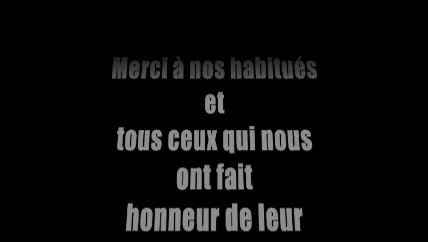 Merci à nos habitués
et
tous ceux qui nous
ont fait
honneur de leur